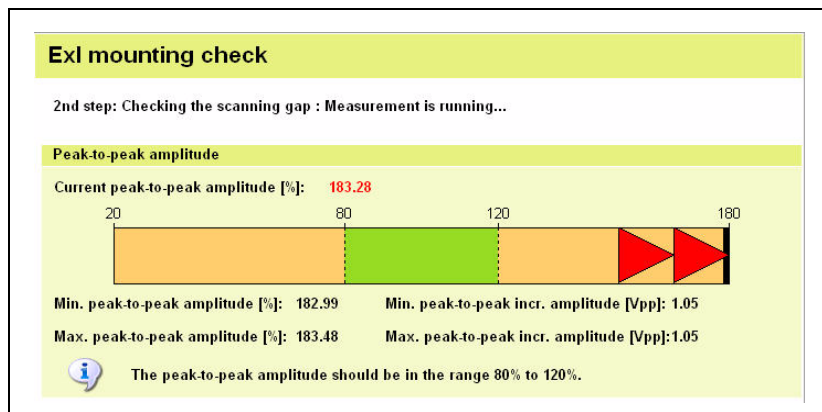 ExI mounting check
2nd step: Checking the scanning gap : Measurement is running...
Peak-to-peak amplitude
Current peak-to-peak amplitude [%]: 183.28
20 80 120 180
Min. peak-to-peak amplitude [%]: 182.99 Min. peak-to-peak incr. amplitude [Vpp]: 1.05
Max. peak-to-peak amplitude [%]: 183.48 Max. peak-to-peak incr. amplitude [Vpp]:1.05
The peak-to-peak amplitude should be in the range 80% to 120%.